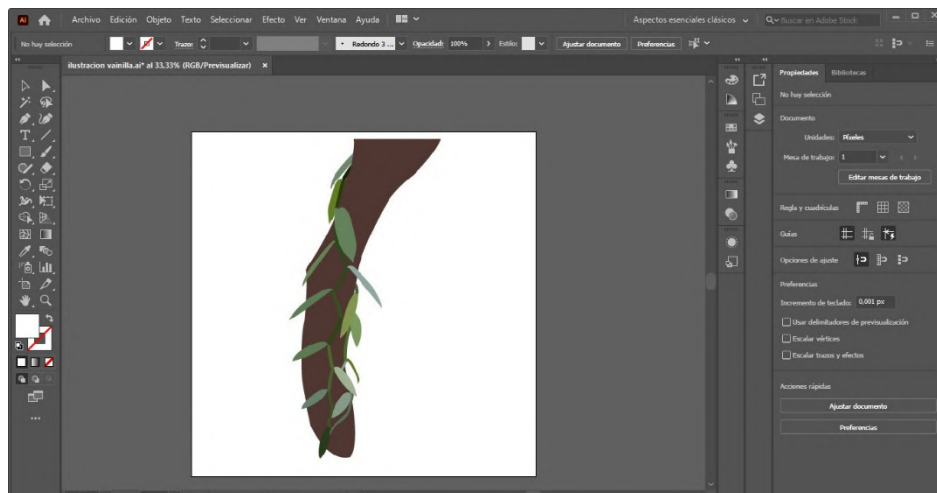 Ai Archivo Edición Objeto Texto Seleccionar Efecto Ver Ventana Ayuda Aspectos esenciales clásicos Buscar en Adobe Stock
No hay selección Trazo: Redondo 3 ... Opacidad: 100% Estilo: Ajustar documento Preferencias
ilustracion vainilla.ai* al 33,33% (RGB/Previsualizar) ×
Propiedades Bibliotecas
No hay selección
Documento
Unidades: Píxeles
Mesa de trabajo: 1
Editar mesas de trabajo
Regla y cuadrículas
Guías
Opciones de ajuste
Preferencias
Incremento de teclado: 0,001 px
Usar delimitadores de previsualización
Escalar vértices
Escalar trazos y efectos
Acciones rápidas
Ajustar documento
Preferencias